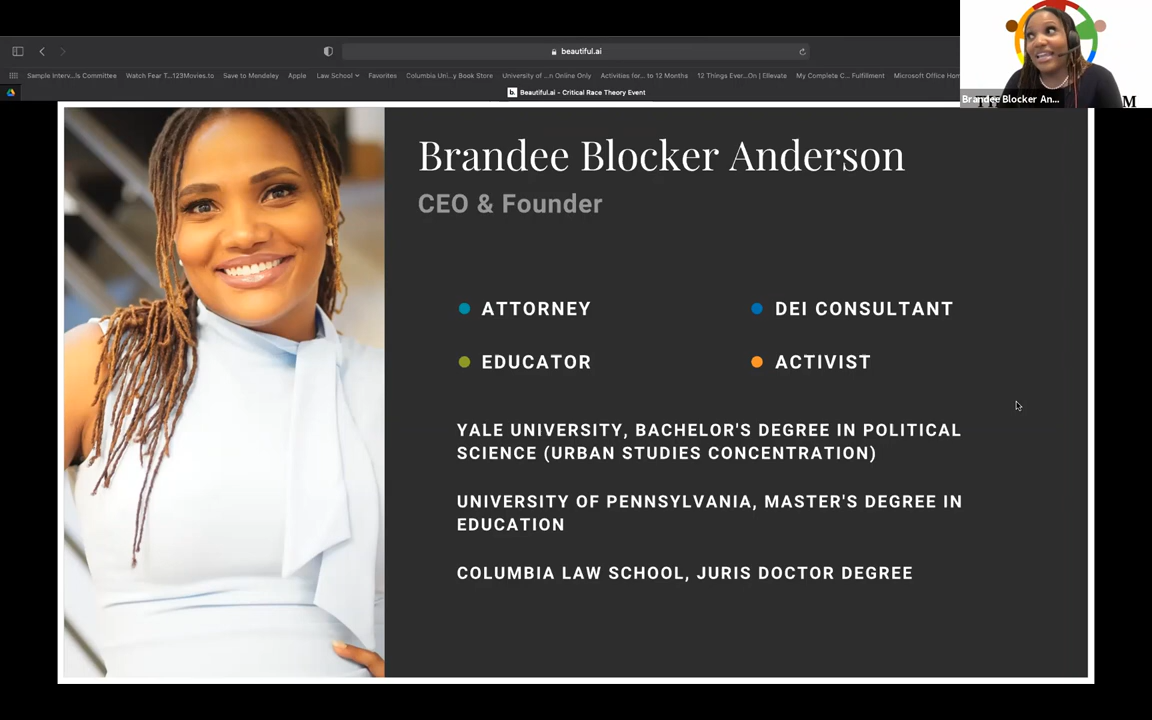 beautiful.ai
Sample Interv...ls Committee
Watch Fear T...123Movies.to
Save to Mendeley
Apple
Law School
Favorites
Columbia Uni...y Book Store
University of ...n Online Only
Activities for... to 12 Months
12 Things Ever...On | Ellevate
My Complete C... Fulfillment
Microsoft Office Hom
b. Beautiful.ai - Critical Race Theory Event
Brandee Blocker An...
M
Brandee Blocker Anderson
CEO & Founder
ATTORNEY
DEI CONSULTANT
EDUCATOR
ACTIVIST
YALE UNIVERSITY, BACHELOR'S DEGREE IN POLITICAL
SCIENCE (URBAN STUDIES CONCENTRATION)
UNIVERSITY OF PENNSYLVANIA, MASTER'S DEGREE IN
EDUCATION
COLUMBIA LAW SCHOOL, JURIS DOCTOR DEGREE